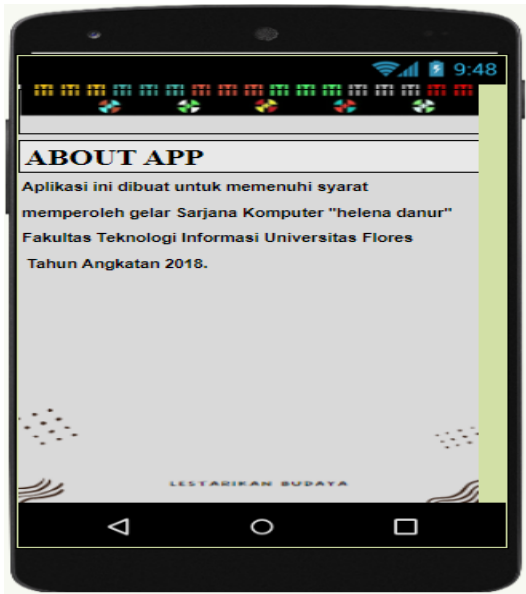 9:48
ABOUT APP
Aplikasi ini dibuat untuk memenuhi syarat
memperoleh gelar Sarjana Komputer "helena danur"
Fakultas Teknologi Informasi Universitas Flores
Tahun Angkatan 2018.
LESTARIKAN BUDAYA